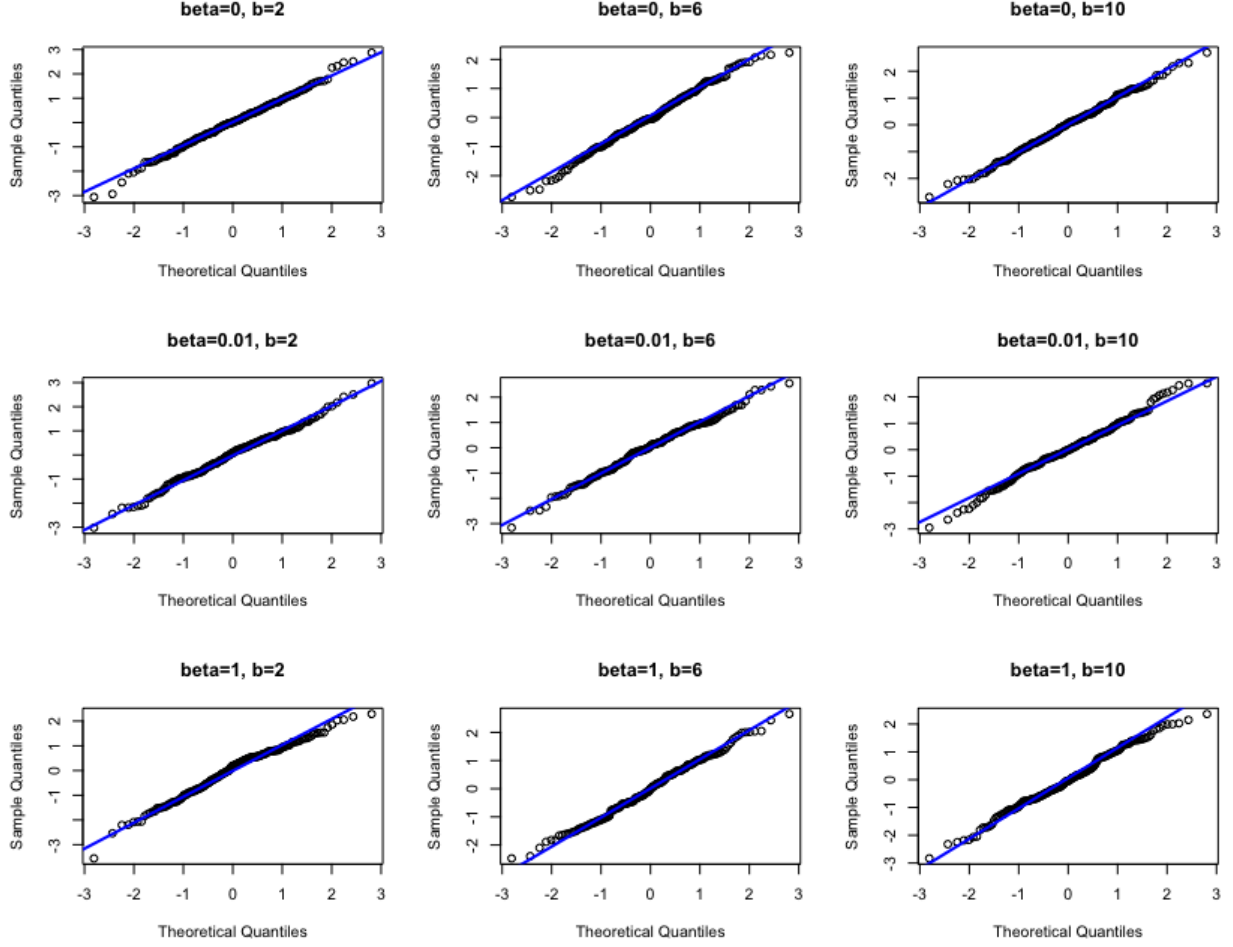 beta=0, b=2
Sample Quantiles
3
2
1
-1
-3
-3 -2 -1 0 1 2 3
Theoretical Quantiles
beta=0, b=6
Sample Quantiles
2
1
0
-1
-2
-3 -2 -1 0 1 2 3
Theoretical Quantiles
beta=0, b=10
Sample Quantiles
2
0
-2
-3 -2 -1 0 1 2 3
Theoretical Quantiles
beta=0.01, b=2
Sample Quantiles
3
2
1
-1
-3
-3 -2 -1 0 1 2 3
Theoretical Quantiles
beta=0.01, b=6
Sample Quantiles
2
1
0
-1
-3
-3 -2 -1 0 1 2 3
Theoretical Quantiles
beta=0.01, b=10
Sample Quantiles
2
1
0
-1
-3
-3 -2 -1 0 1 2 3
Theoretical Quantiles
beta=1, b=2
Sample Quantiles
2
1
0
-1
-3
-3 -2 -1 0 1 2 3
Theoretical Quantiles
beta=1, b=6
Sample Quantiles
2
1
0
-1
-2
-3 -2 -1 0 1 2 3
Theoretical Quantiles
beta=1, b=10
Sample Quantiles
2
1
0
-1
-2
-3
-3 -2 -1 0 1 2 3
Theoretical Quantiles